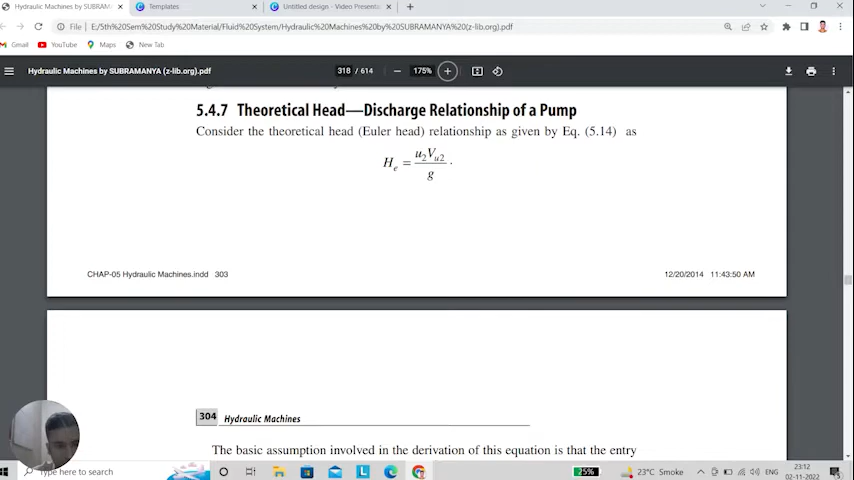 Hydraulic Machines by SUBRAM
Templates
Untitled design - Video Presenta
File | E:/5th%20Sem%20Study%20Material/Fluid%20System/Hydraulic%20Machines%20by%20SUBRAMANYA%20(z-lib.org).pdf
Gmail YouTube Maps New Tab
Hydraulic Machines by SUBRAMANYA (z-lib.org).pdf 318 / 614 175%
5.4.7 Theoretical Head—Discharge Relationship of a Pump
Consider the theoretical head (Euler head) relationship as given by Eq. (5.14) as
Hₑ = u₂Vᵤ₂ / g .
CHAP-05 Hydraulic Machines.indd 303 12/20/2014 11:43:50 AM
304 Hydraulic Machines
The basic assumption involved in the derivation of this equation is that the entry
Type here to search
25% 23°C Smoke ENG 23:12
02-11-2022